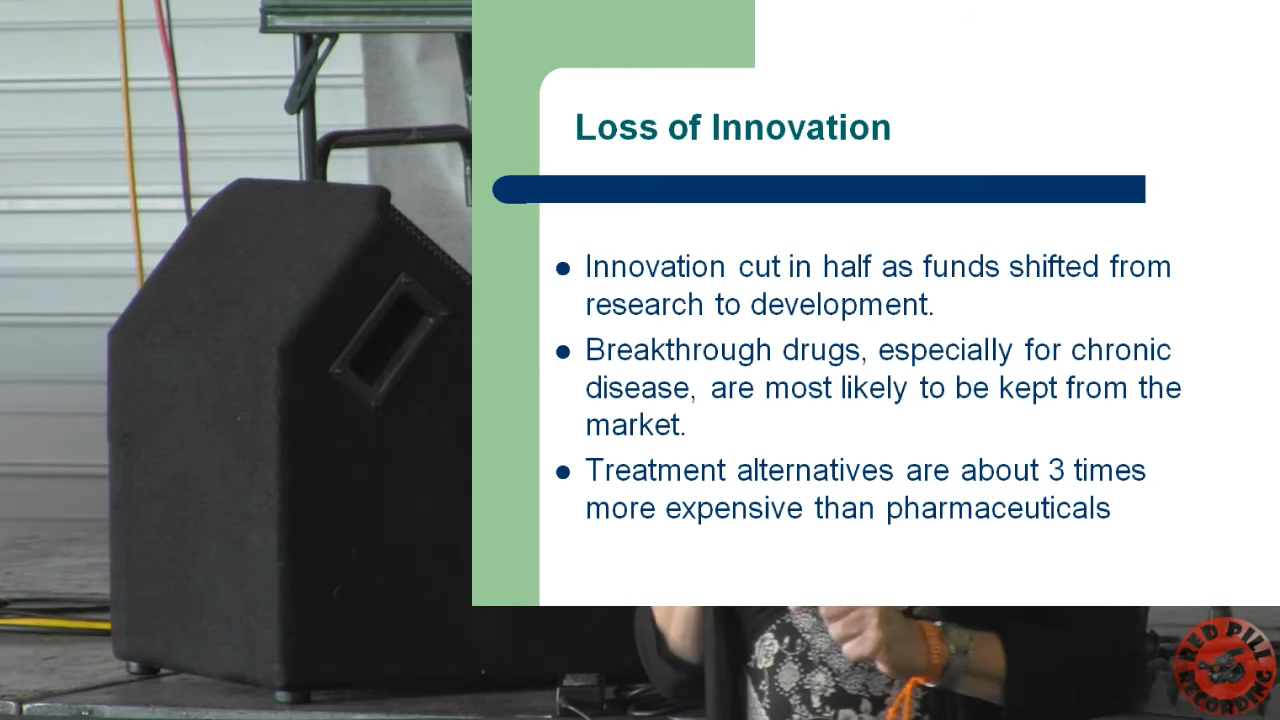 Loss of Innovation
● Innovation cut in half as funds shifted from
research to development.
● Breakthrough drugs, especially for chronic
disease, are most likely to be kept from the
market.
● Treatment alternatives are about 3 times
more expensive than pharmaceuticals
RED PILL
RECORDING